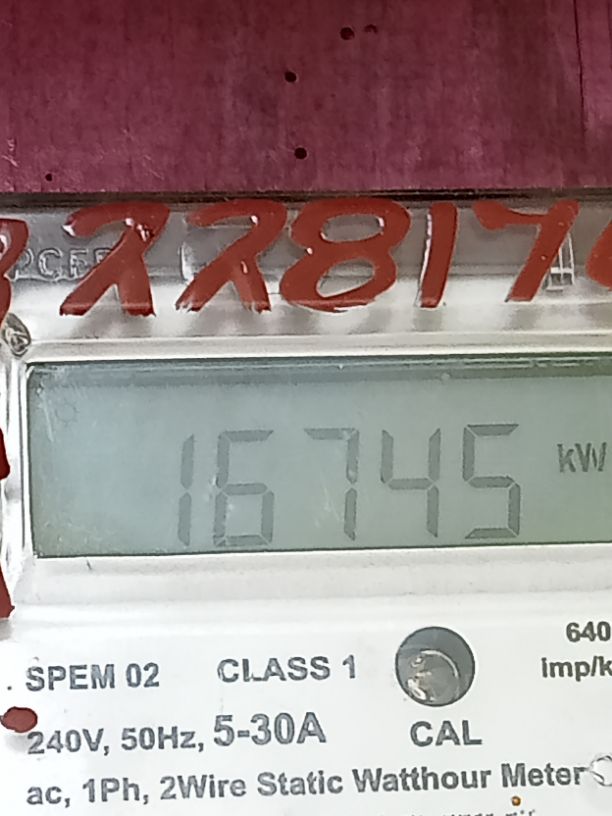 228174
16745 kW
640
. SPEM 02 CLASS 1 imp/k
240V, 50Hz, 5-30A CAL
ac, 1Ph, 2Wire Static Watthour Meter